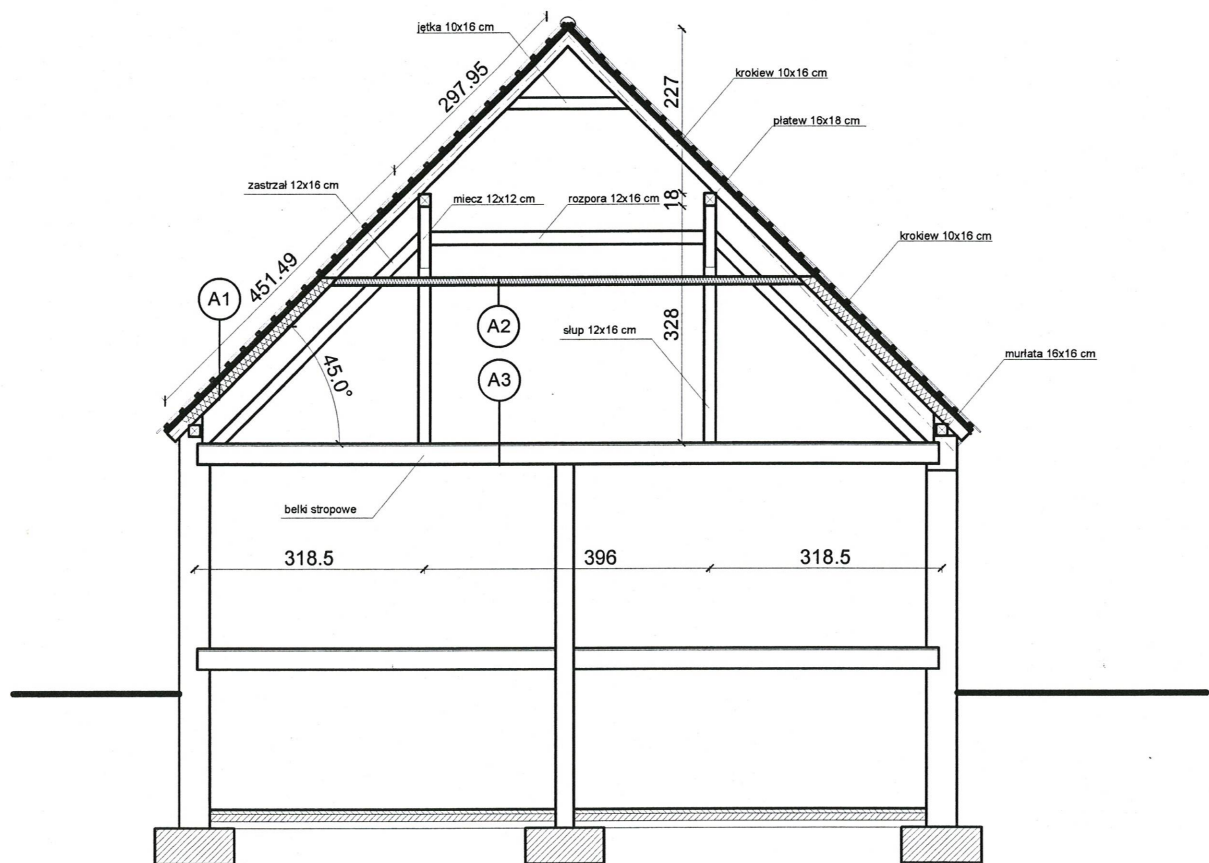 jętka 10x16 cm
297.95
227
krokiew 10x16 cm
płatew 16x18 cm
zastrzał 12x16 cm
miecz 12x12 cm
rozpora 12x16 cm
18
krokiew 10x16 cm
451.49
A1
A2
słup 12x16 cm
328
murłata 16x16 cm
45.0°
A3
belki stropowe
318.5
396
318.5